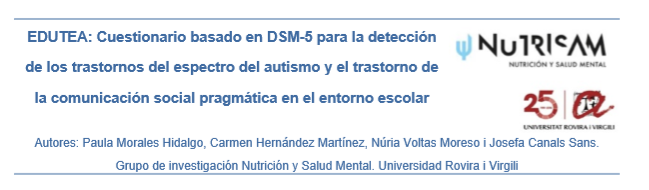 EDUTEA: Cuestionario basado en DSM-5 para la detección
de los trastornos del espectro del autismo y el trastorno de
la comunicación social pragmática en el entorno escolar
NUTRISAM
NUTRICIÓN Y SALUD MENTAL
25
UNIVERSITAT ROVIRA I VIRGILI
Autores: Paula Morales Hidalgo, Carmen Hernández Martínez, Núria Voltas Moreso i Josefa Canals Sans.
Grupo de investigación Nutrición y Salud Mental. Universidad Rovira i Virgili